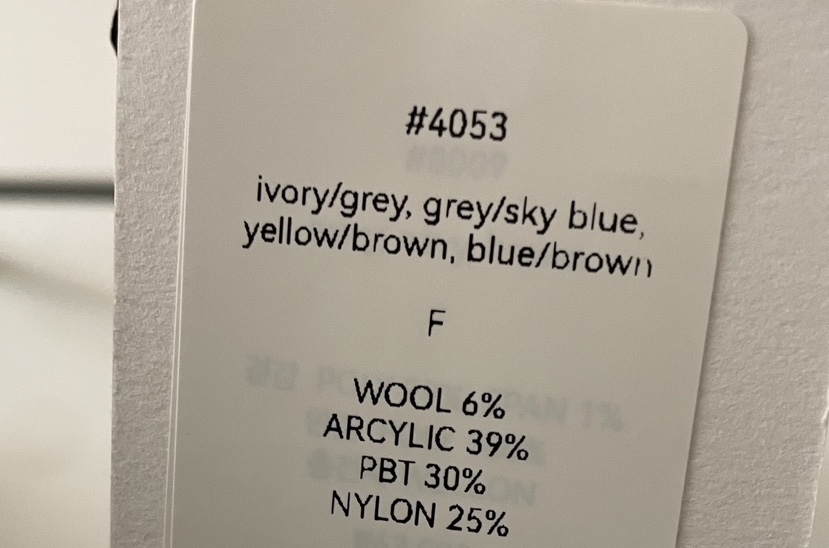 #4053
ivory/grey, grey/sky blue,
yellow/brown, blue/brown
F
WOOL 6%
ARCYLIC 39%
PBT 30%
NYLON 25%